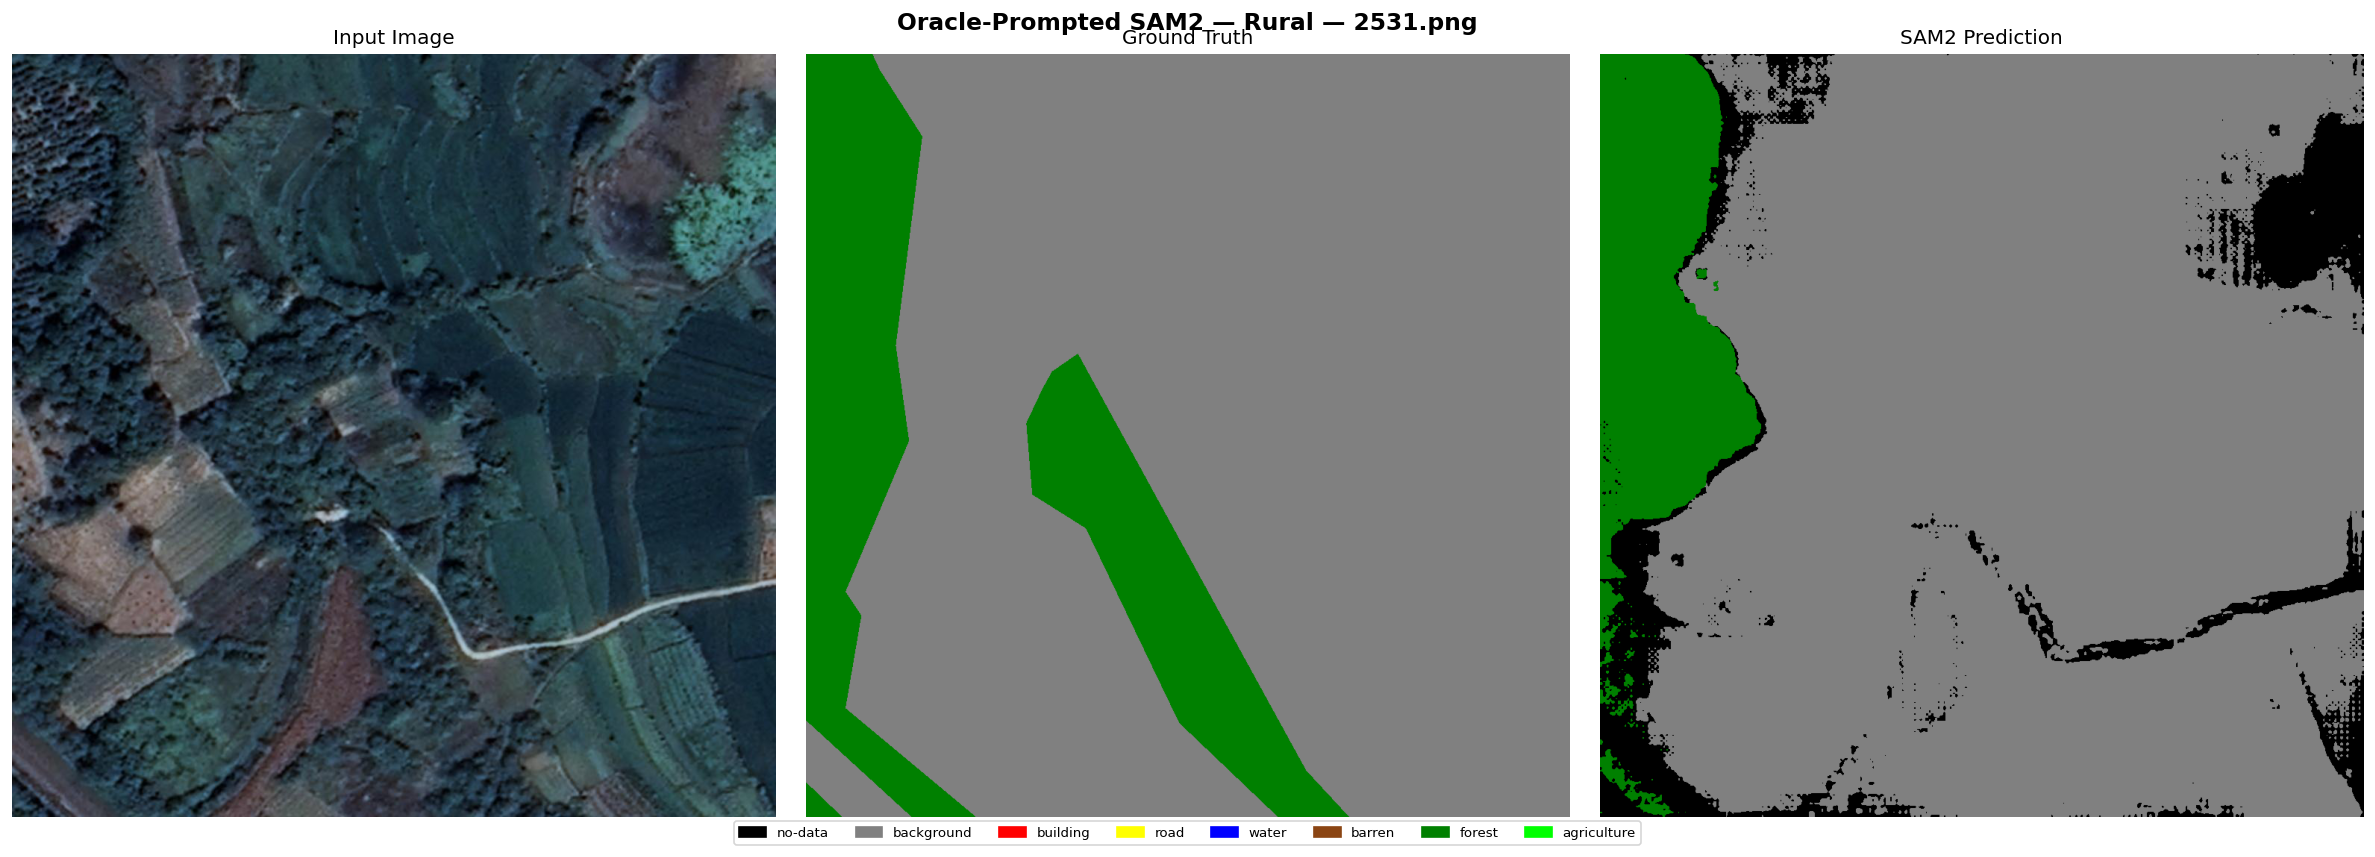 Oracle-Prompted SAM2 — Rural — 2531.png
Input Image
Ground Truth
SAM2 Prediction
no-data
background
building
road
water
barren
forest
agriculture